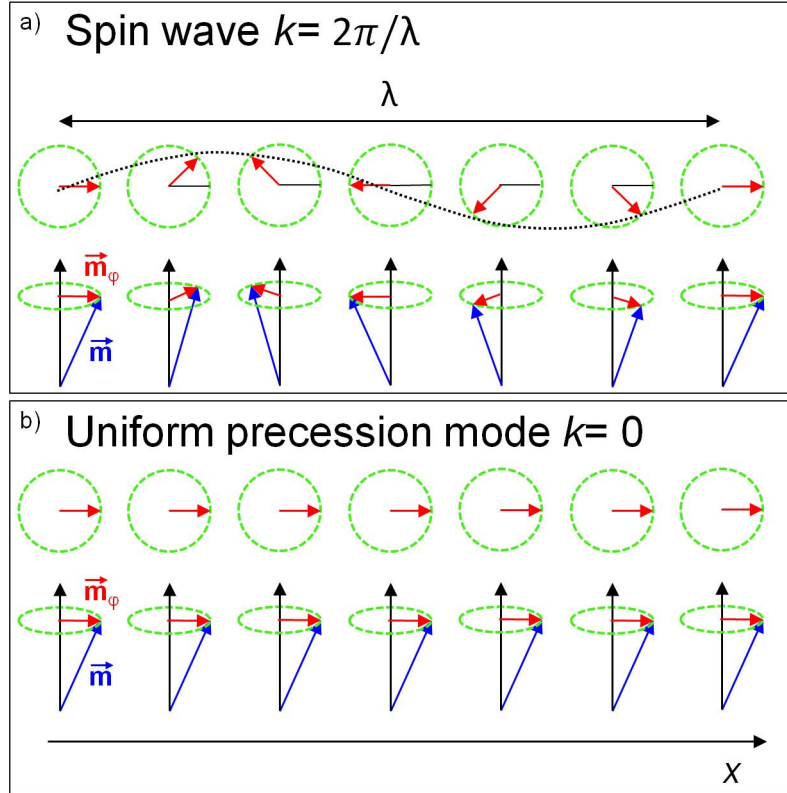 a) Spin wave k= 2π/λ
λ
m⃗φ
m⃗
b) Uniform precession mode k= 0
m⃗φ
m⃗
x